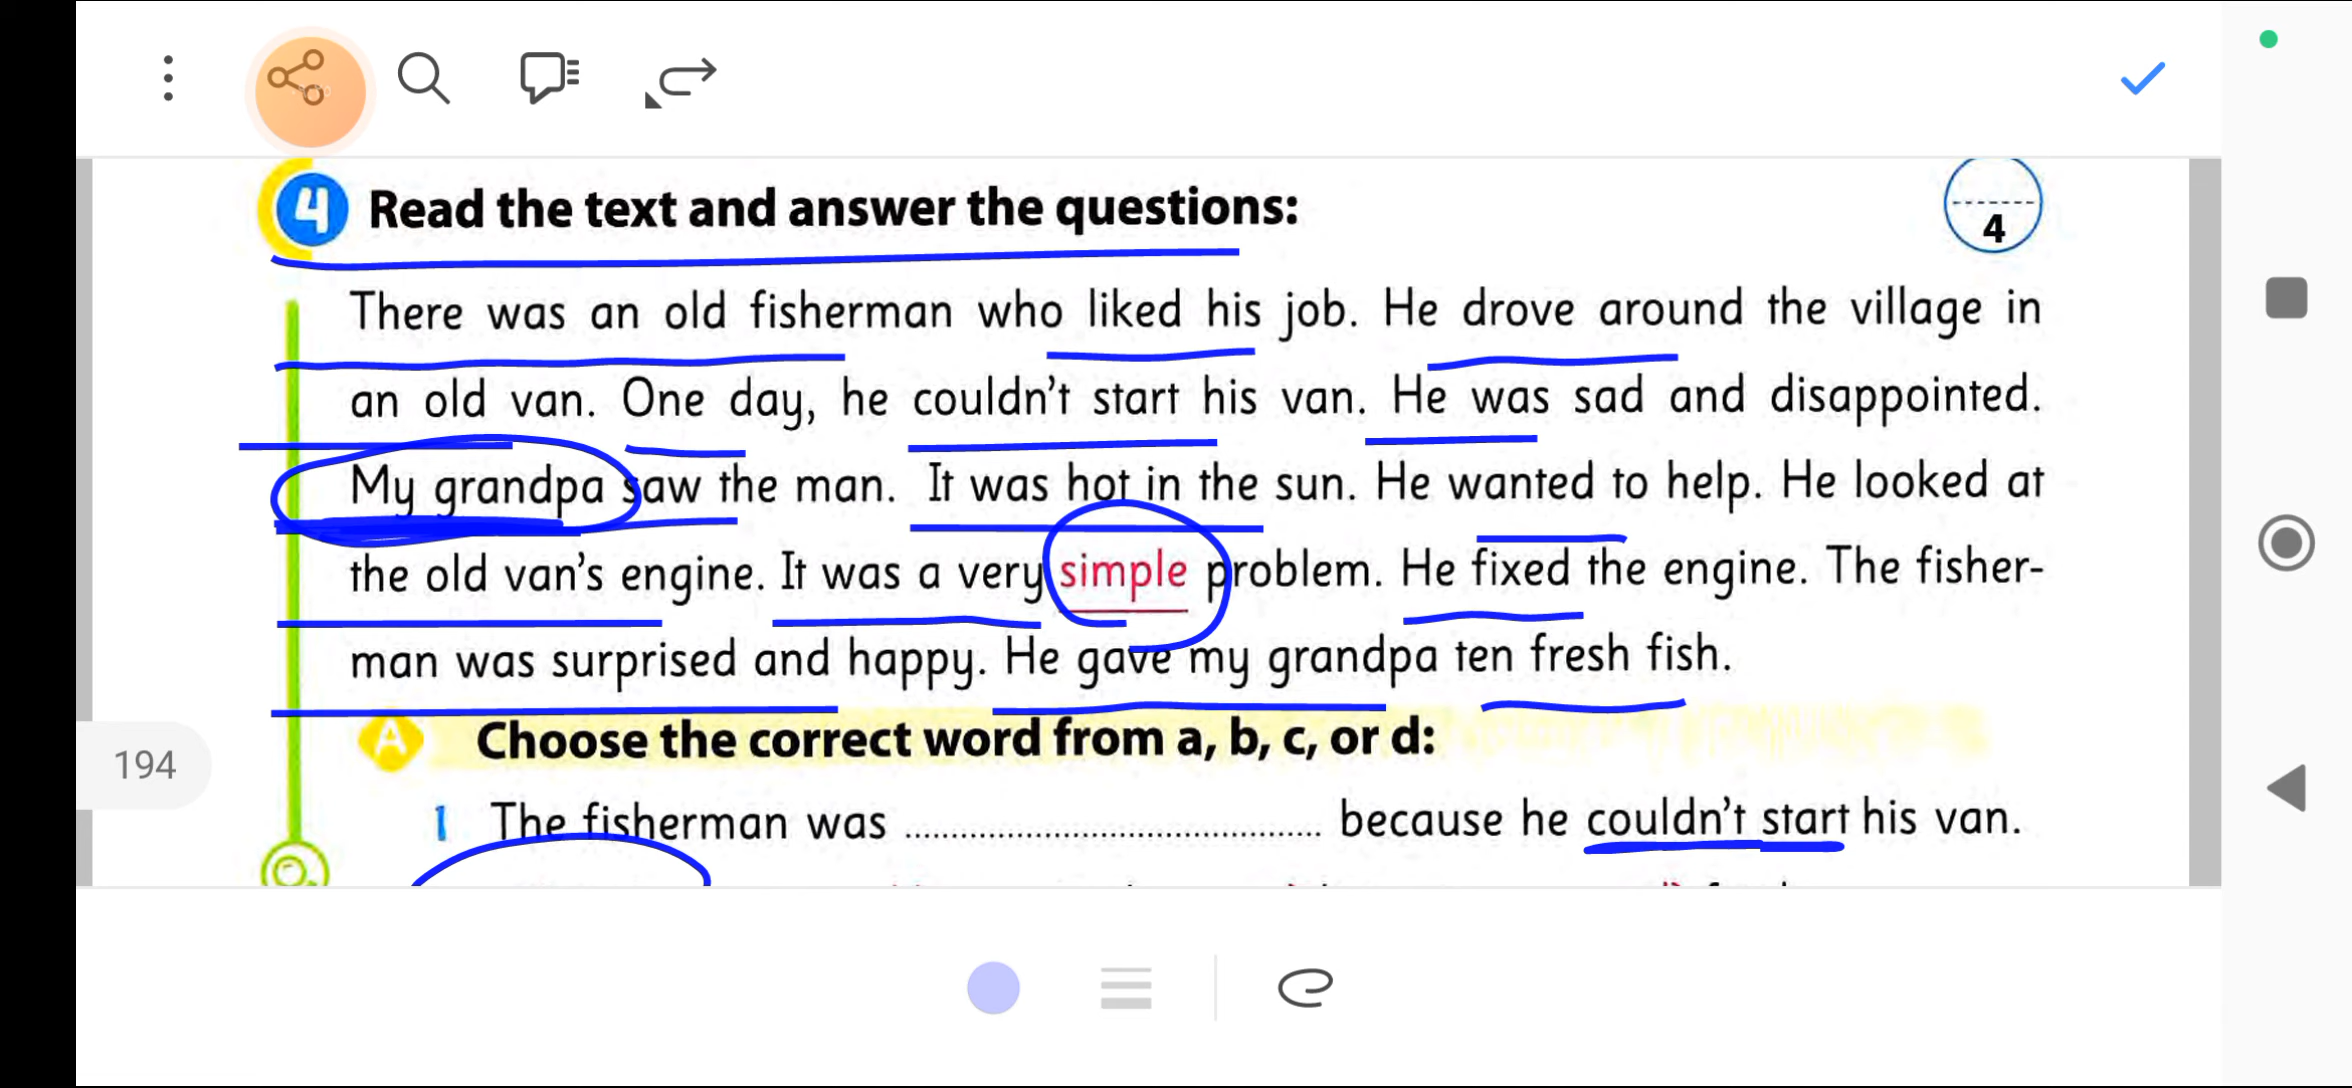 4 Read the text and answer the questions:
4
There was an old fisherman who liked his job. He drove around the village in
an old van. One day, he couldn't start his van. He was sad and disappointed.
My grandpa saw the man. It was hot in the sun. He wanted to help. He looked at
the old van's engine. It was a very simple problem. He fixed the engine. The fisher-
man was surprised and happy. He gave my grandpa ten fresh fish.
A Choose the correct word from a, b, c, or d:
194
1 The fisherman was ........................................ because he couldn't start his van.